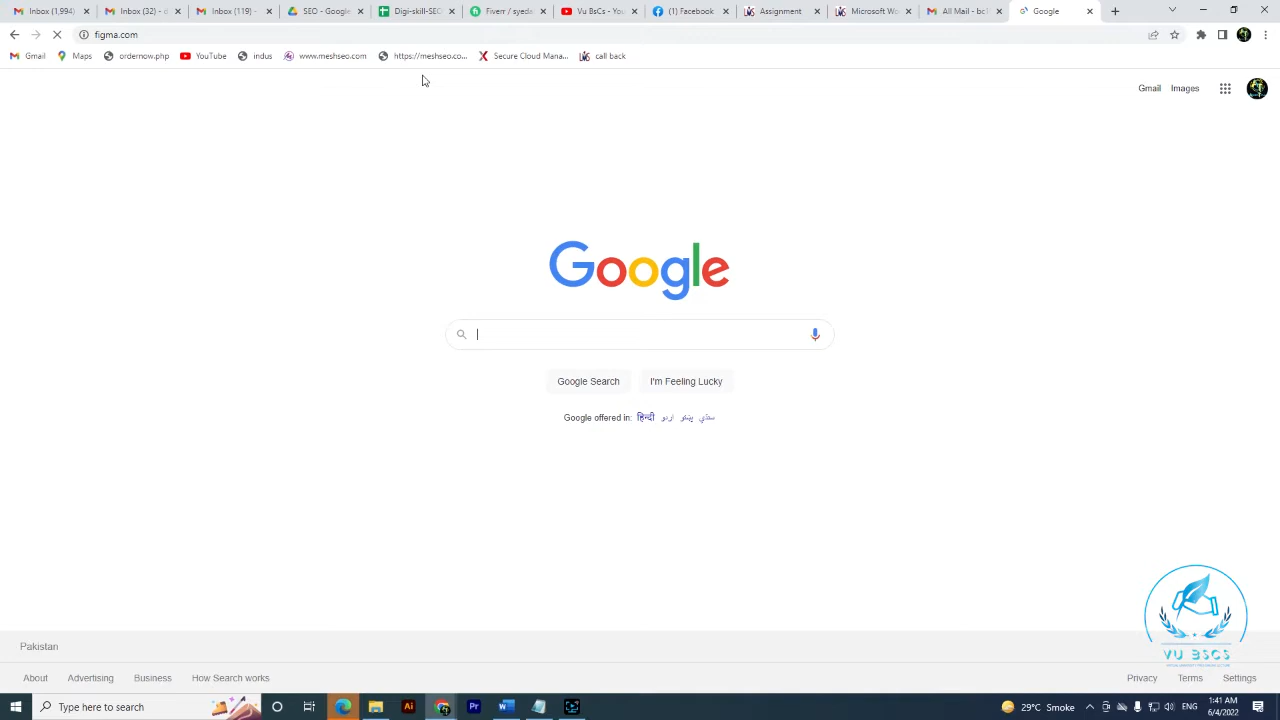 Inbox (1,994)
Inbox (32) - d
Inbox (119) -
SEO - Google
Digi-skill-SEO
Fiverr / syeda
Vu BsCs - You
(1) Facebook
Assignment
Microsoft Wo
All Mail - bc
Google
figma.com
Gmail
Maps
ordernow.php
YouTube
indus
www.meshseo.com
https://meshseo.co...
Secure Cloud Mana...
call back
Gmail Images
Google
Google Search
I'm Feeling Lucky
Google offered in: हिन्दी اردو پښتو سنڌي
Pakistan
About Advertising Business How Search works
Privacy Terms Settings
VU BSCS
Type here to search
Ai
Pr
29°C Smoke
ENG
1:41 AM
6/4/2022